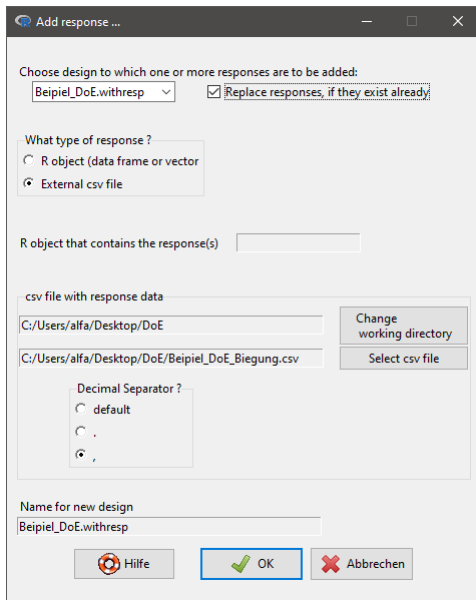 Add response ...
Choose design to which one or more responses are to be added:
Beipiel_DoE.withresp
Replace responses, if they exist already
What type of response ?
R object (data frame or vector
External csv file
R object that contains the response(s)
csv file with response data
C:/Users/alfa/Desktop/DoE
Change
working directory
C:/Users/alfa/Desktop/DoE/Beipiel_DoE_Biegung.csv
Select csv file
Decimal Separator ?
default
.
,
Name for new design
Beipiel_DoE.withresp
Hilfe
OK
Abbrechen